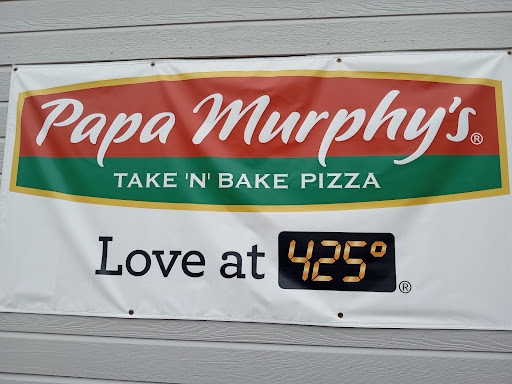 Papa Murphy's®
TAKE 'N' BAKE PIZZA
Love at 425°®